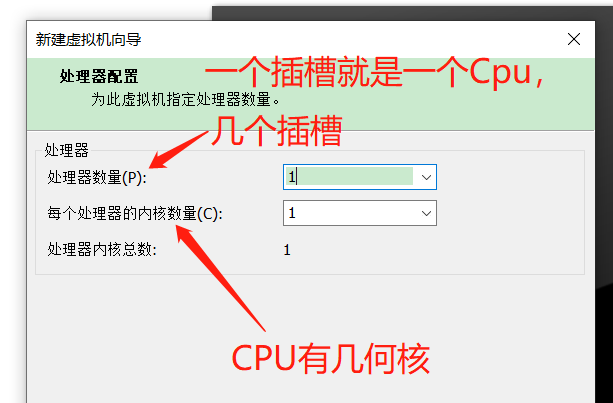 新建虚拟机向导
处理器配置
一个插槽就是一个Cpu，
为此虚拟机指定处理器数量。
几个插槽
处理器
处理器数量(P):
1
每个处理器的内核数量(C):
1
处理器内核总数:
1
CPU有几何核